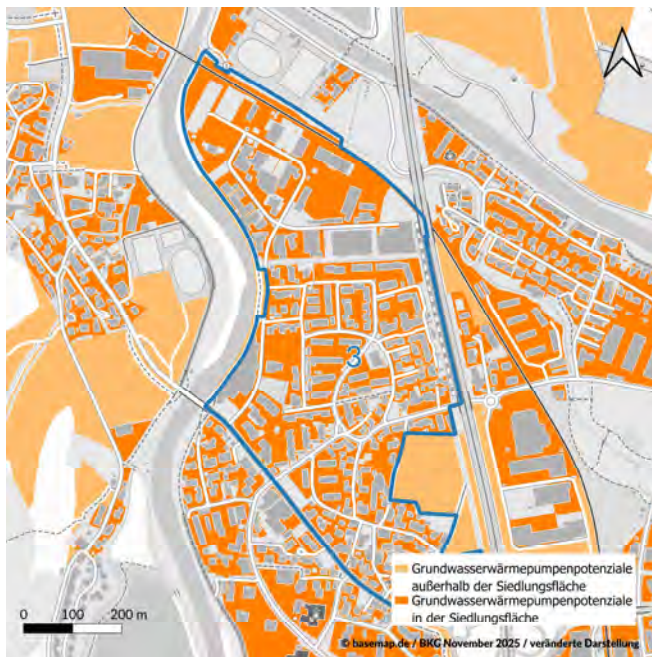 3
Grundwasserwärmepumpenpotenziale
außerhalb der Siedlungsfläche
Grundwasserwärmepumpenpotenziale
in der Siedlungsfläche
0 100 200 m
© basemap.de / BKG November 2025 / veränderte Darstellung